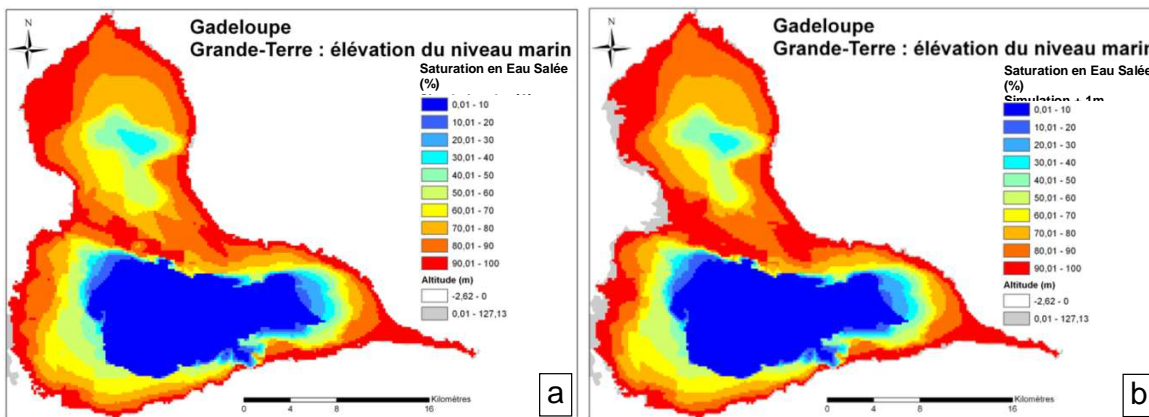 N
Gadeloupe
Grande-Terre : élévation du niveau marin
Saturation en Eau Salée
(%)
0,01 - 10
10,01 - 20
20,01 - 30
30,01 - 40
40,01 - 50
50,01 - 60
60,01 - 70
70,01 - 80
80,01 - 90
90,01 - 100
Altitude (m)
-2,62 - 0
0,01 - 127,13
Kilomètres
0 4 8 16
a
N
Gadeloupe
Grande-Terre : élévation du niveau marin
Saturation en Eau Salée
(%)
Simulation + 1m
0,01 - 10
10,01 - 20
20,01 - 30
30,01 - 40
40,01 - 50
50,01 - 60
60,01 - 70
70,01 - 80
80,01 - 90
90,01 - 100
Altitude (m)
-2,62 - 0
0,01 - 127,13
Kilomètres
0 4 8 16
b